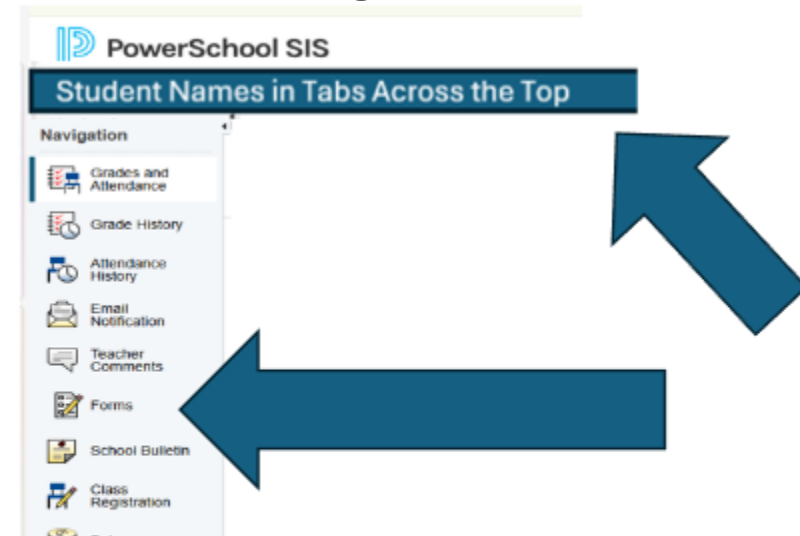 PowerSchool SIS
Student Names in Tabs Across the Top
Navigation
Grades and
Attendance
Grade History
Attendance
History
Email
Notification
Teacher
Comments
Forms
School Bulletin
Class
Registration